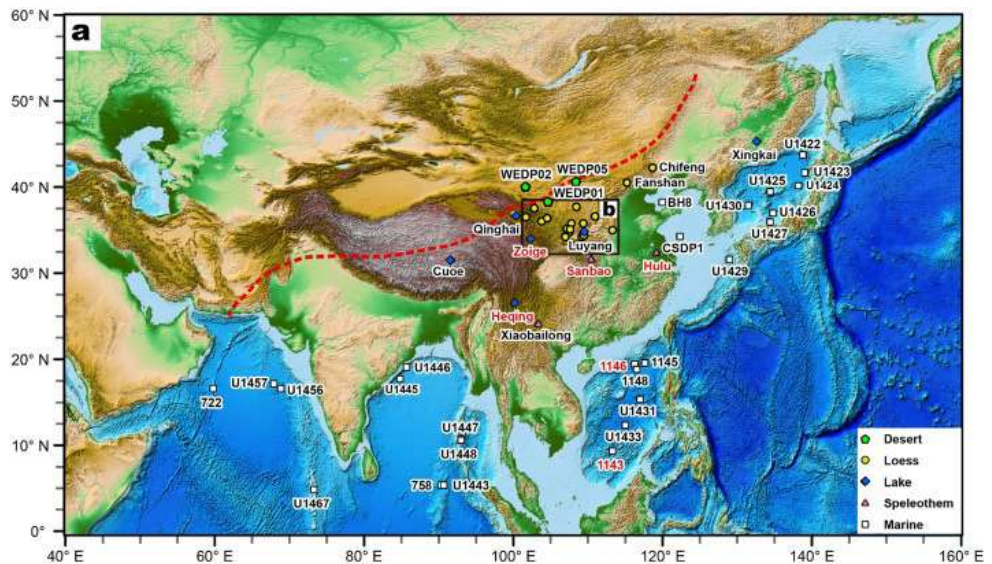 a
60° N
50° N
40° N
30° N
20° N
10° N
0°
U1422
Xingkai
U1423
U1425
U1424
Chifeng
WEDP05
WEDP02
Fanshan
WEDP01
BH8
U1430
U1426
b
U1427
Qinghai
Luyang
CSDP1
Zoige
Hulu
Sanbao
U1429
Cuoe
Heqing
Xiaobailong
U1446
1146
1145
U1457
U1456
U1445
1148
722
U1431
U1447
U1433
U1448
1143
758
U1443
U1467
Desert
Loess
Lake
Speleothem
Marine
40° E
60° E
80° E
100° E
120° E
140° E
160° E